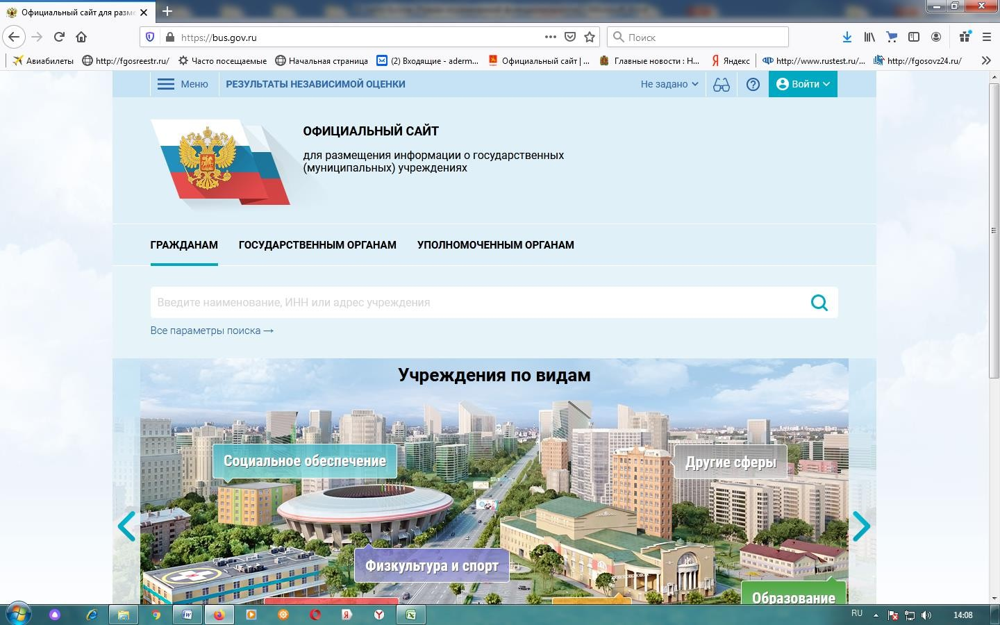 Официальный сайт для разме
https://bus.gov.ru
Поиск
Авиабилеты
http://fgosreestr.ru/
Часто посещаемые
Начальная страница
(2) Входящие - aderm...
Официальный сайт | ...
Главные новости : Н...
Яндекс
http://www.rustest.ru/...
http://fgosovz24.ru/
Меню
РЕЗУЛЬТАТЫ НЕЗАВИСИМОЙ ОЦЕНКИ
Не задано
Войти
ОФИЦИАЛЬНЫЙ САЙТ
для размещения информации о государственных
(муниципальных) учреждениях
ГРАЖДАНАМ
ГОСУДАРСТВЕННЫМ ОРГАНАМ
УПОЛНОМОЧЕННЫМ ОРГАНАМ
Введите наименование, ИНН или адрес учреждения
Все параметры поиска →
Учреждения по видам
Социальное обеспечение
Другие сферы
Физкультура и спорт
Образование
RU
14:08